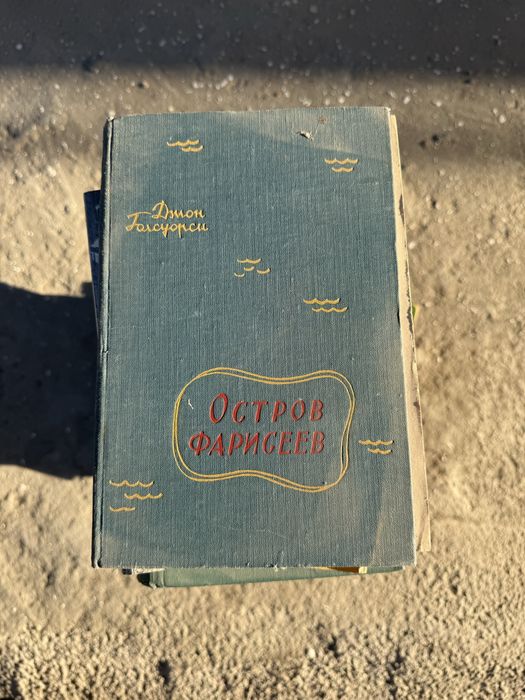 Джон
Голсуорси
Остров
фарисеев